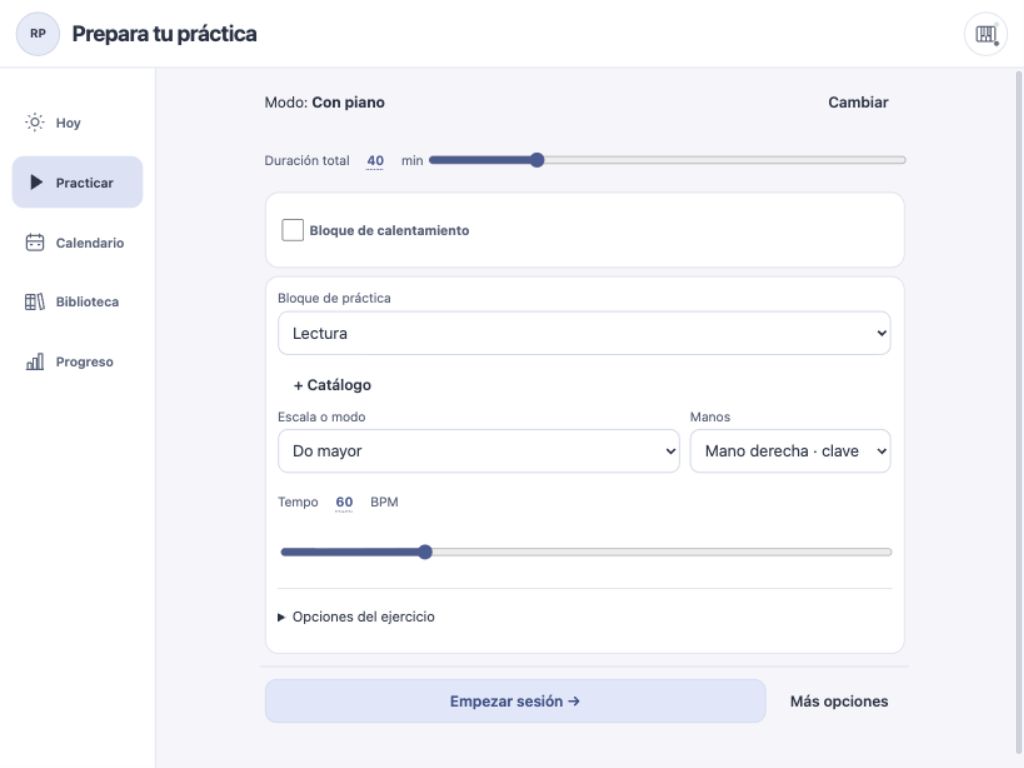 RP
Prepara tu práctica
Hoy
Practicar
Calendario
Biblioteca
Progreso
Modo: Con piano
Cambiar
Duración total 40 min
Bloque de calentamiento
Bloque de práctica
Lectura
+ Catálogo
Escala o modo
Manos
Do mayor
Mano derecha · clave
Tempo 60 BPM
Opciones del ejercicio
Empezar sesión →
Más opciones